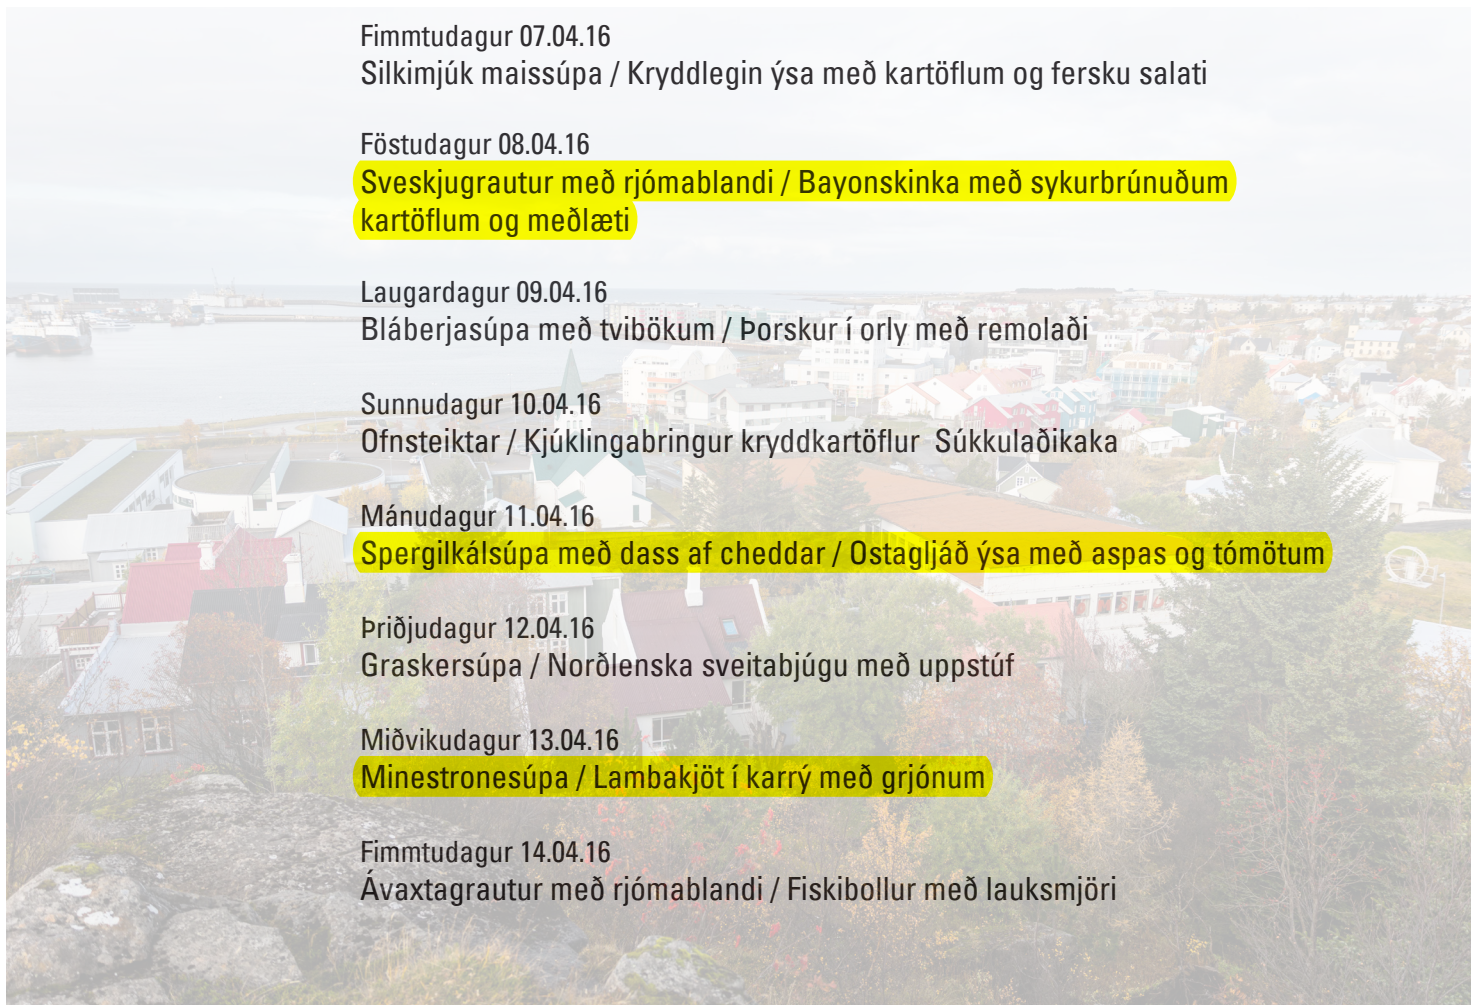 Fimmtudagur 07.04.16
Silkimjúk maissúpa / Kryddlegin ýsa með kartöflum og fersku salati
Föstudagur 08.04.16
Sveskjugrautur með rjómablandi / Bayonskinka með sykurbrúnuðum
kartöflum og meðlæti
Laugardagur 09.04.16
Bláberjasúpa með tvibökum / Þorskur í orly með remolaði
Sunnudagur 10.04.16
Ofnsteiktar / Kjúklingabringur kryddkartöflur  Súkkulaðikaka
Mánudagur 11.04.16
Spergilkálsúpa með dass af cheddar / Ostagljáð ýsa með aspas og tómötum
Þriðjudagur 12.04.16
Graskersúpa / Norðlenska sveitabjúgu með uppstúf
Miðvikudagur 13.04.16
Minestronesúpa / Lambakjöt í karrý með grjónum
Fimmtudagur 14.04.16
Ávaxtagrautur með rjómablandi / Fiskibollur með lauksmjöri